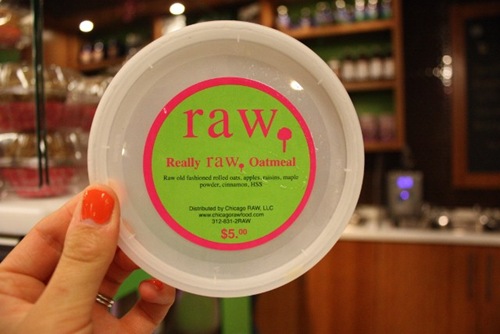 raw.
Really raw. Oatmeal
Raw old fashioned rolled oats, apples, raisins, maple
powder, cinnamon, HSS
Distributed by Chicago RAW, LLC
www.chicagorawfood.com
312-831-2RAW
$5.00